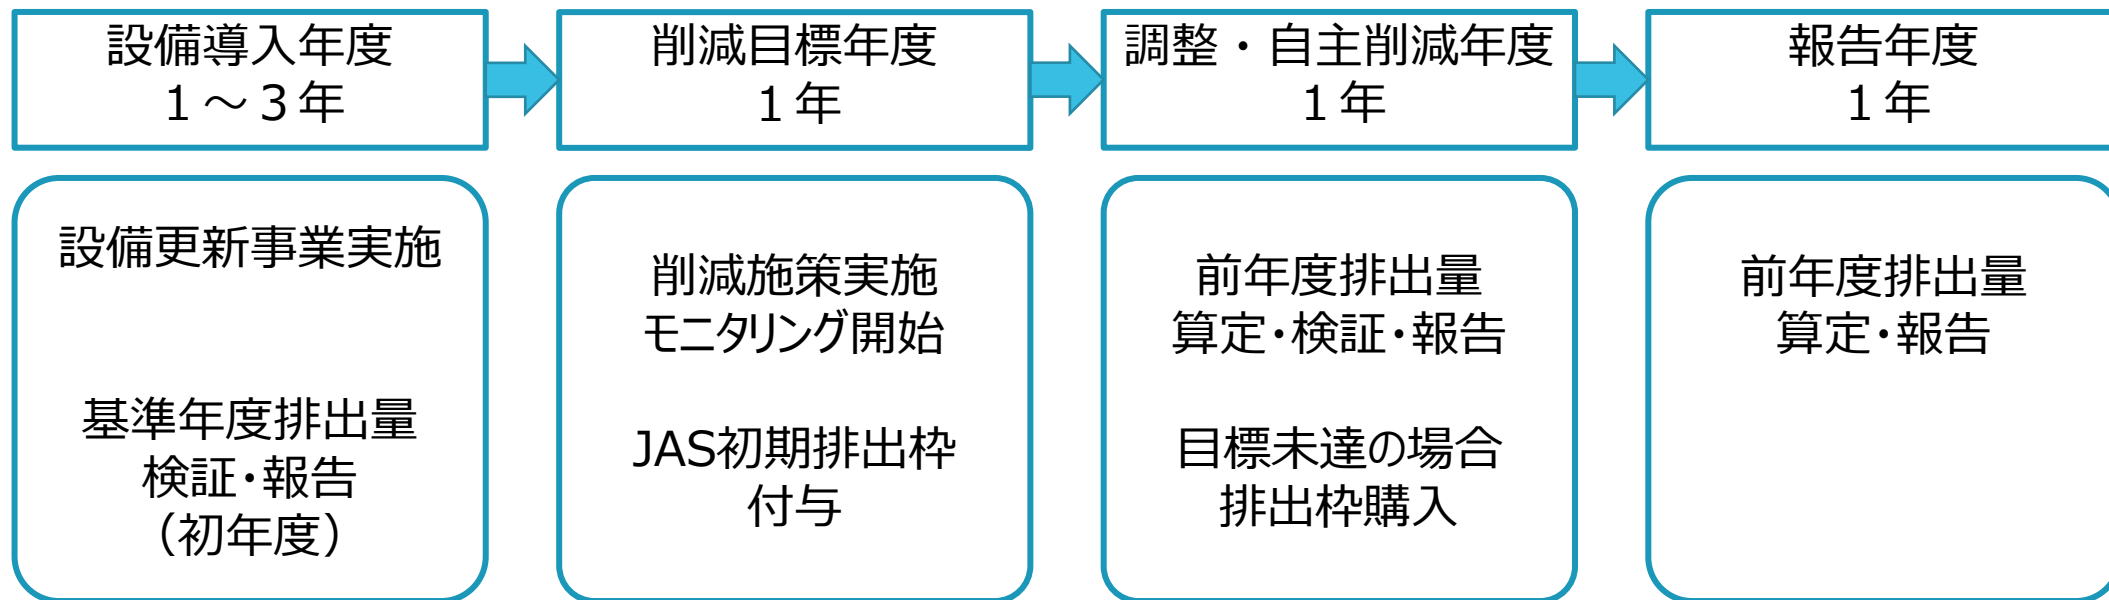 設備導入年度
１～３年
削減目標年度
１年
調整・自主削減年度
１年
報告年度
１年
設備更新事業実施
基準年度排出量
検証・報告
（初年度）
削減施策実施
モニタリング開始
JAS初期排出枠
付与
前年度排出量
算定・検証・報告
目標未達の場合
排出枠購入
前年度排出量
算定・報告